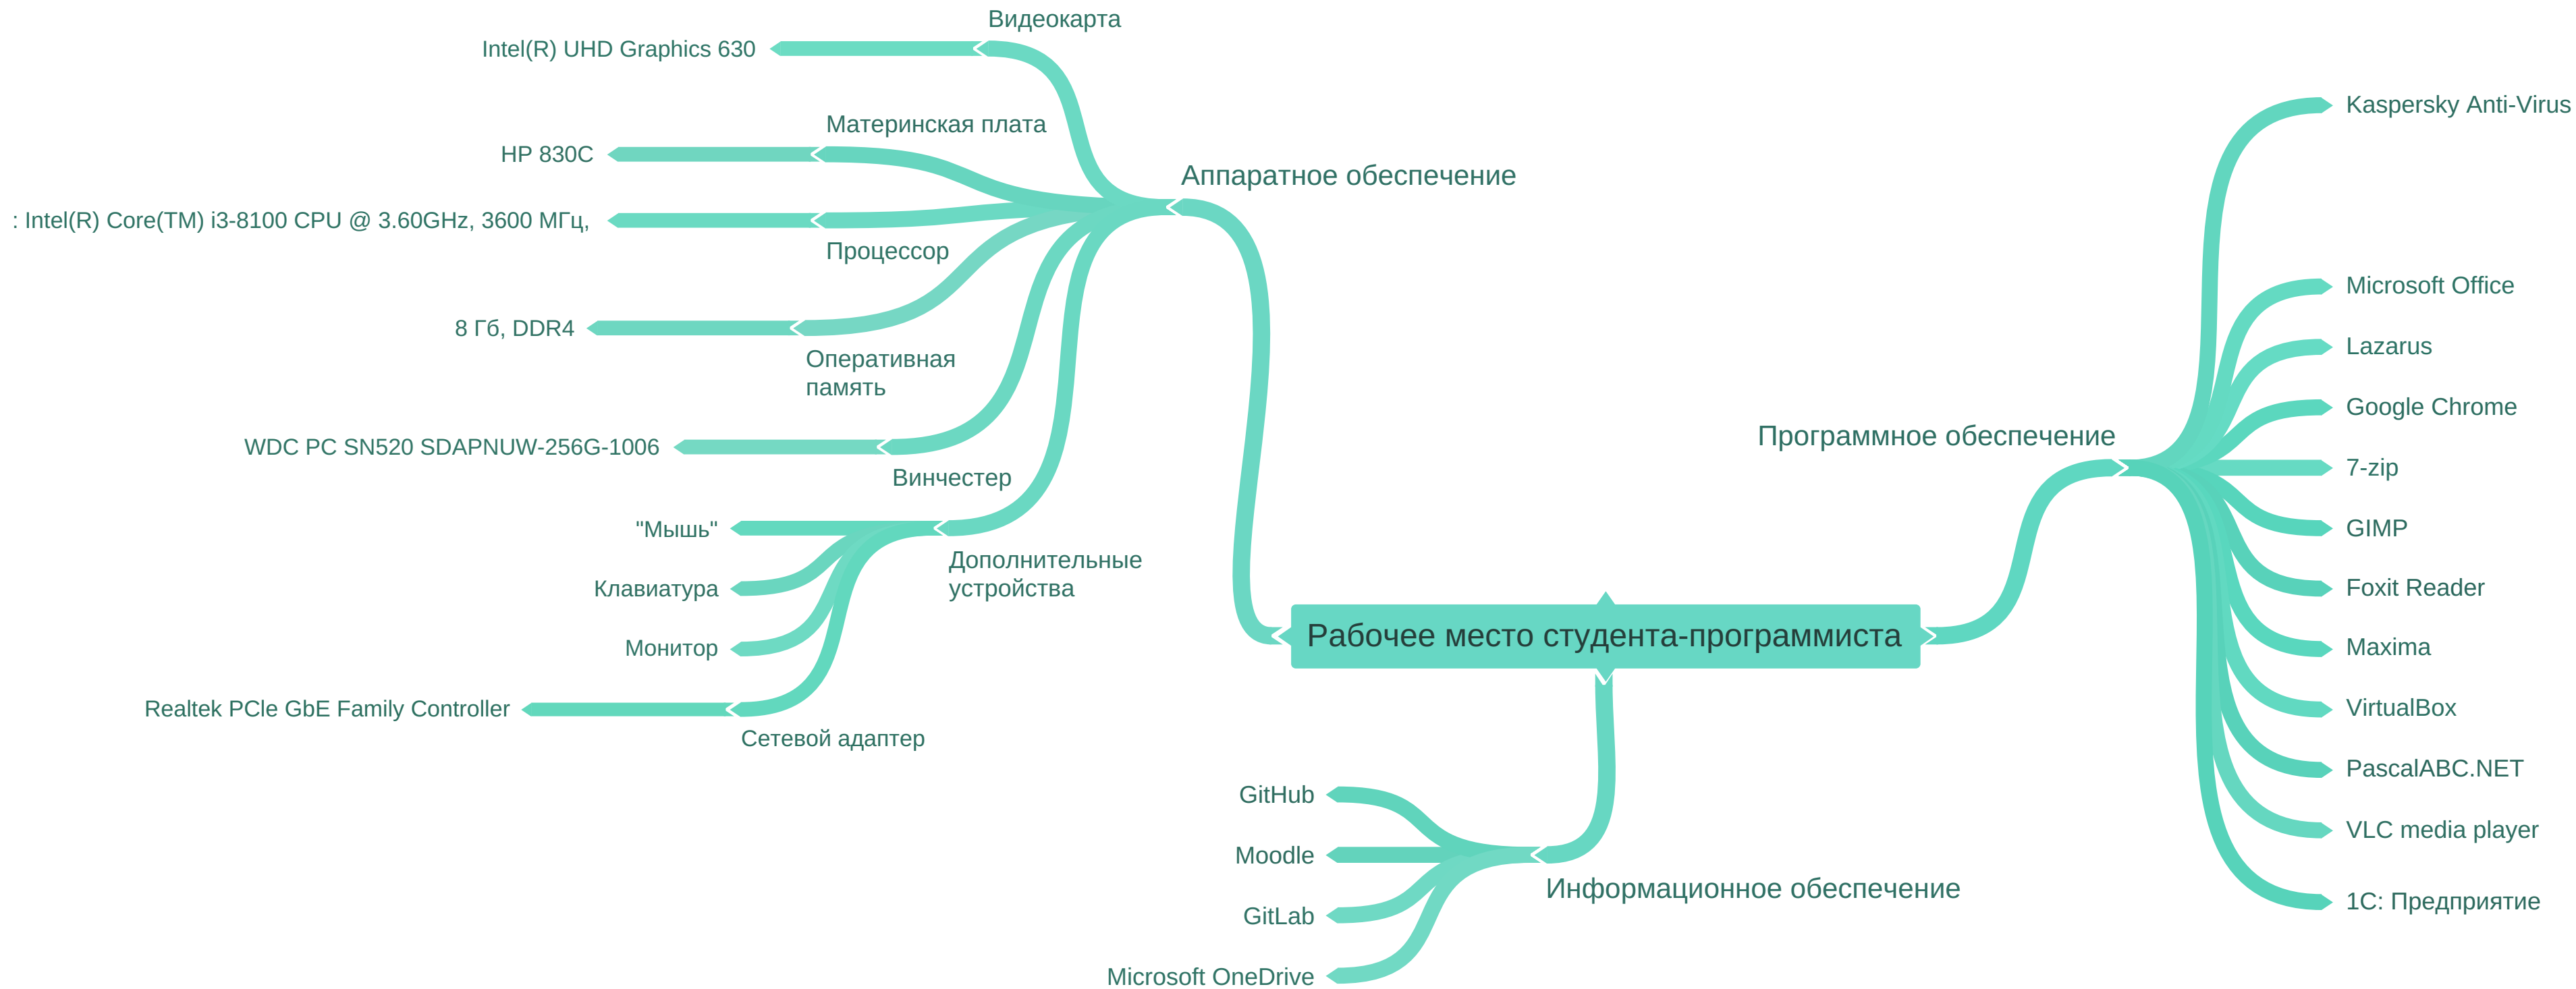 Видеокарта
Intel(R) UHD Graphics 630
Материнская плата
HP 830C
Аппаратное обеспечение
: Intel(R) Core(TM) i3-8100 CPU @ 3.60GHz, 3600 МГц,
Процессор
8 Гб, DDR4
Оперативная
память
WDC PC SN520 SDAPNUW-256G-1006
Винчестер
"Мышь"
Клавиатура
Монитор
Дополнительные
устройства
Realtek PCle GbE Family Controller
Сетевой адаптер
Рабочее место студента-программиста
Программное обеспечение
Kaspersky Anti-Virus
Microsoft Office
Lazarus
Google Chrome
7-zip
GIMP
Foxit Reader
Maxima
VirtualBox
PascalABC.NET
VLC media player
1С: Предприятие
Информационное обеспечение
GitHub
Moodle
GitLab
Microsoft OneDrive